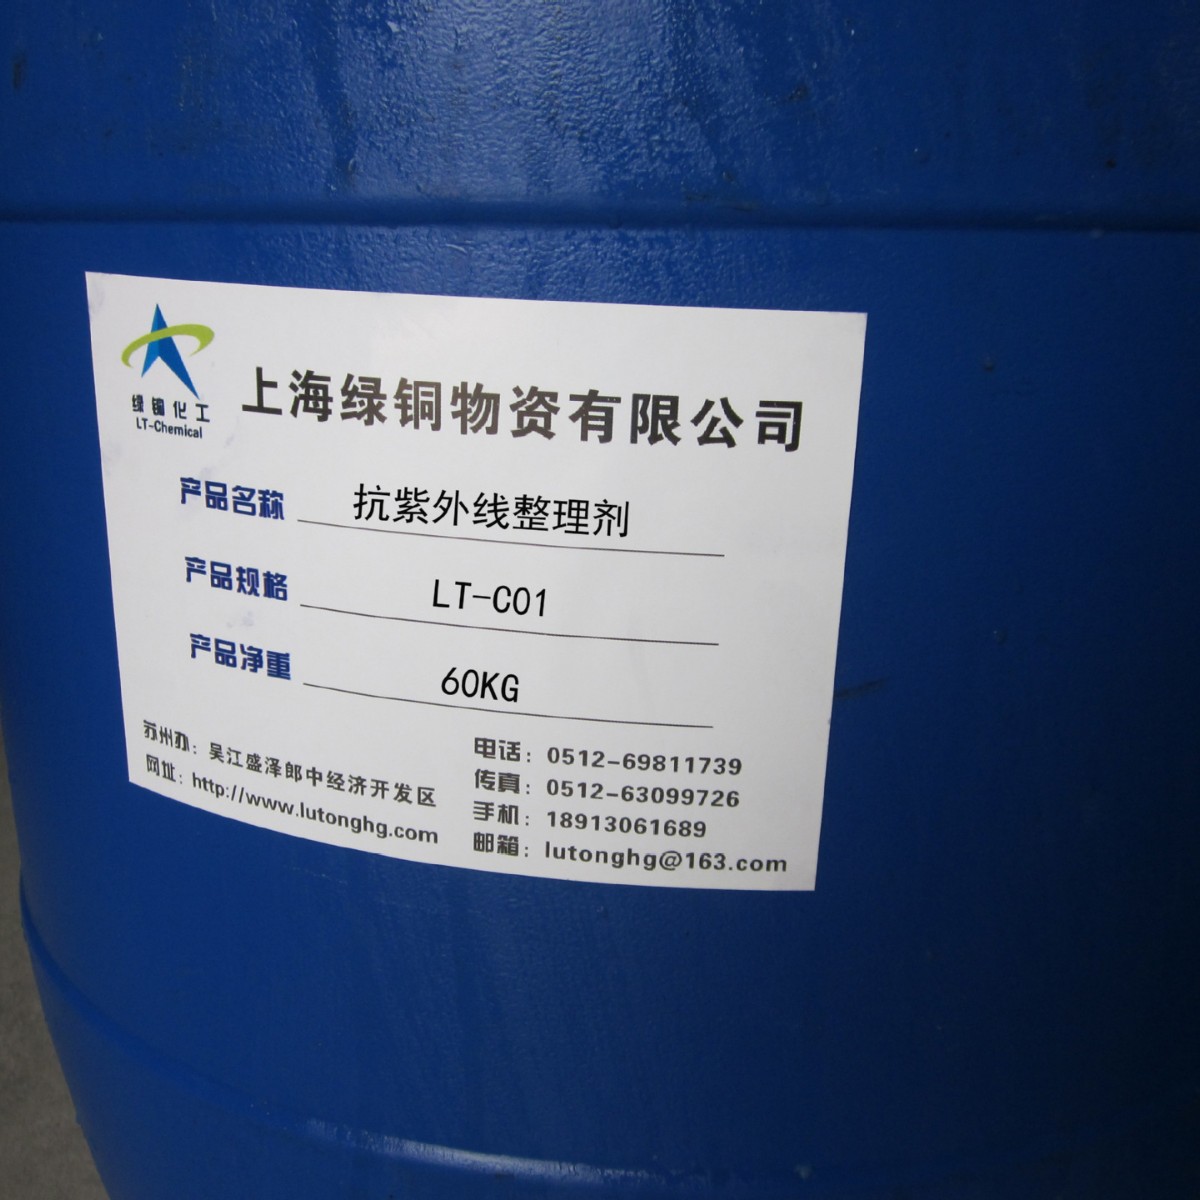 绿铜化工
LT-Chemical
上海绿铜物资有限公司
产品名称 抗紫外线整理剂
产品规格 LT-C01
产品净重 60KG
苏州办：吴江盛泽郎中经济开发区
网址：http://www.lutonghg.com
电话：0512-69811739
传真：0512-63099726
手机：18913061689
邮箱：lutonghg@163.com